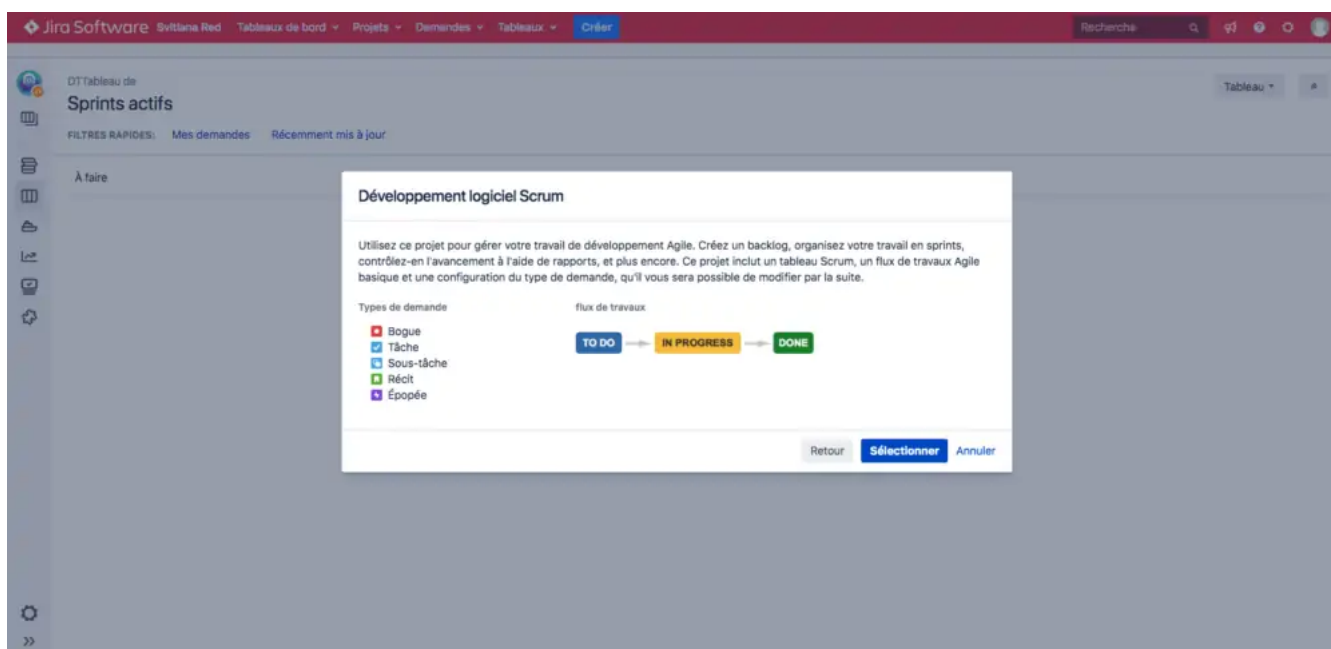 Jira Software Svitlana Red Tableaux de bord Projets Demandes Tableaux Créer Recherche
DTTableau de
Sprints actifs
Tableau
FILTRES RAPIDES: Mes demandes Récemment mis à jour
À faire
Développement logiciel Scrum
Utilisez ce projet pour gérer votre travail de développement Agile. Créez un backlog, organisez votre travail en sprints,
contrôlez-en l'avancement à l'aide de rapports, et plus encore. Ce projet inclut un tableau Scrum, un flux de travaux Agile
basique et une configuration du type de demande, qu'il vous sera possible de modifier par la suite.
Types de demande
Bogue
Tâche
Sous-tâche
Récit
Épopée
flux de travaux
TO DO IN PROGRESS DONE
Retour Sélectionner Annuler